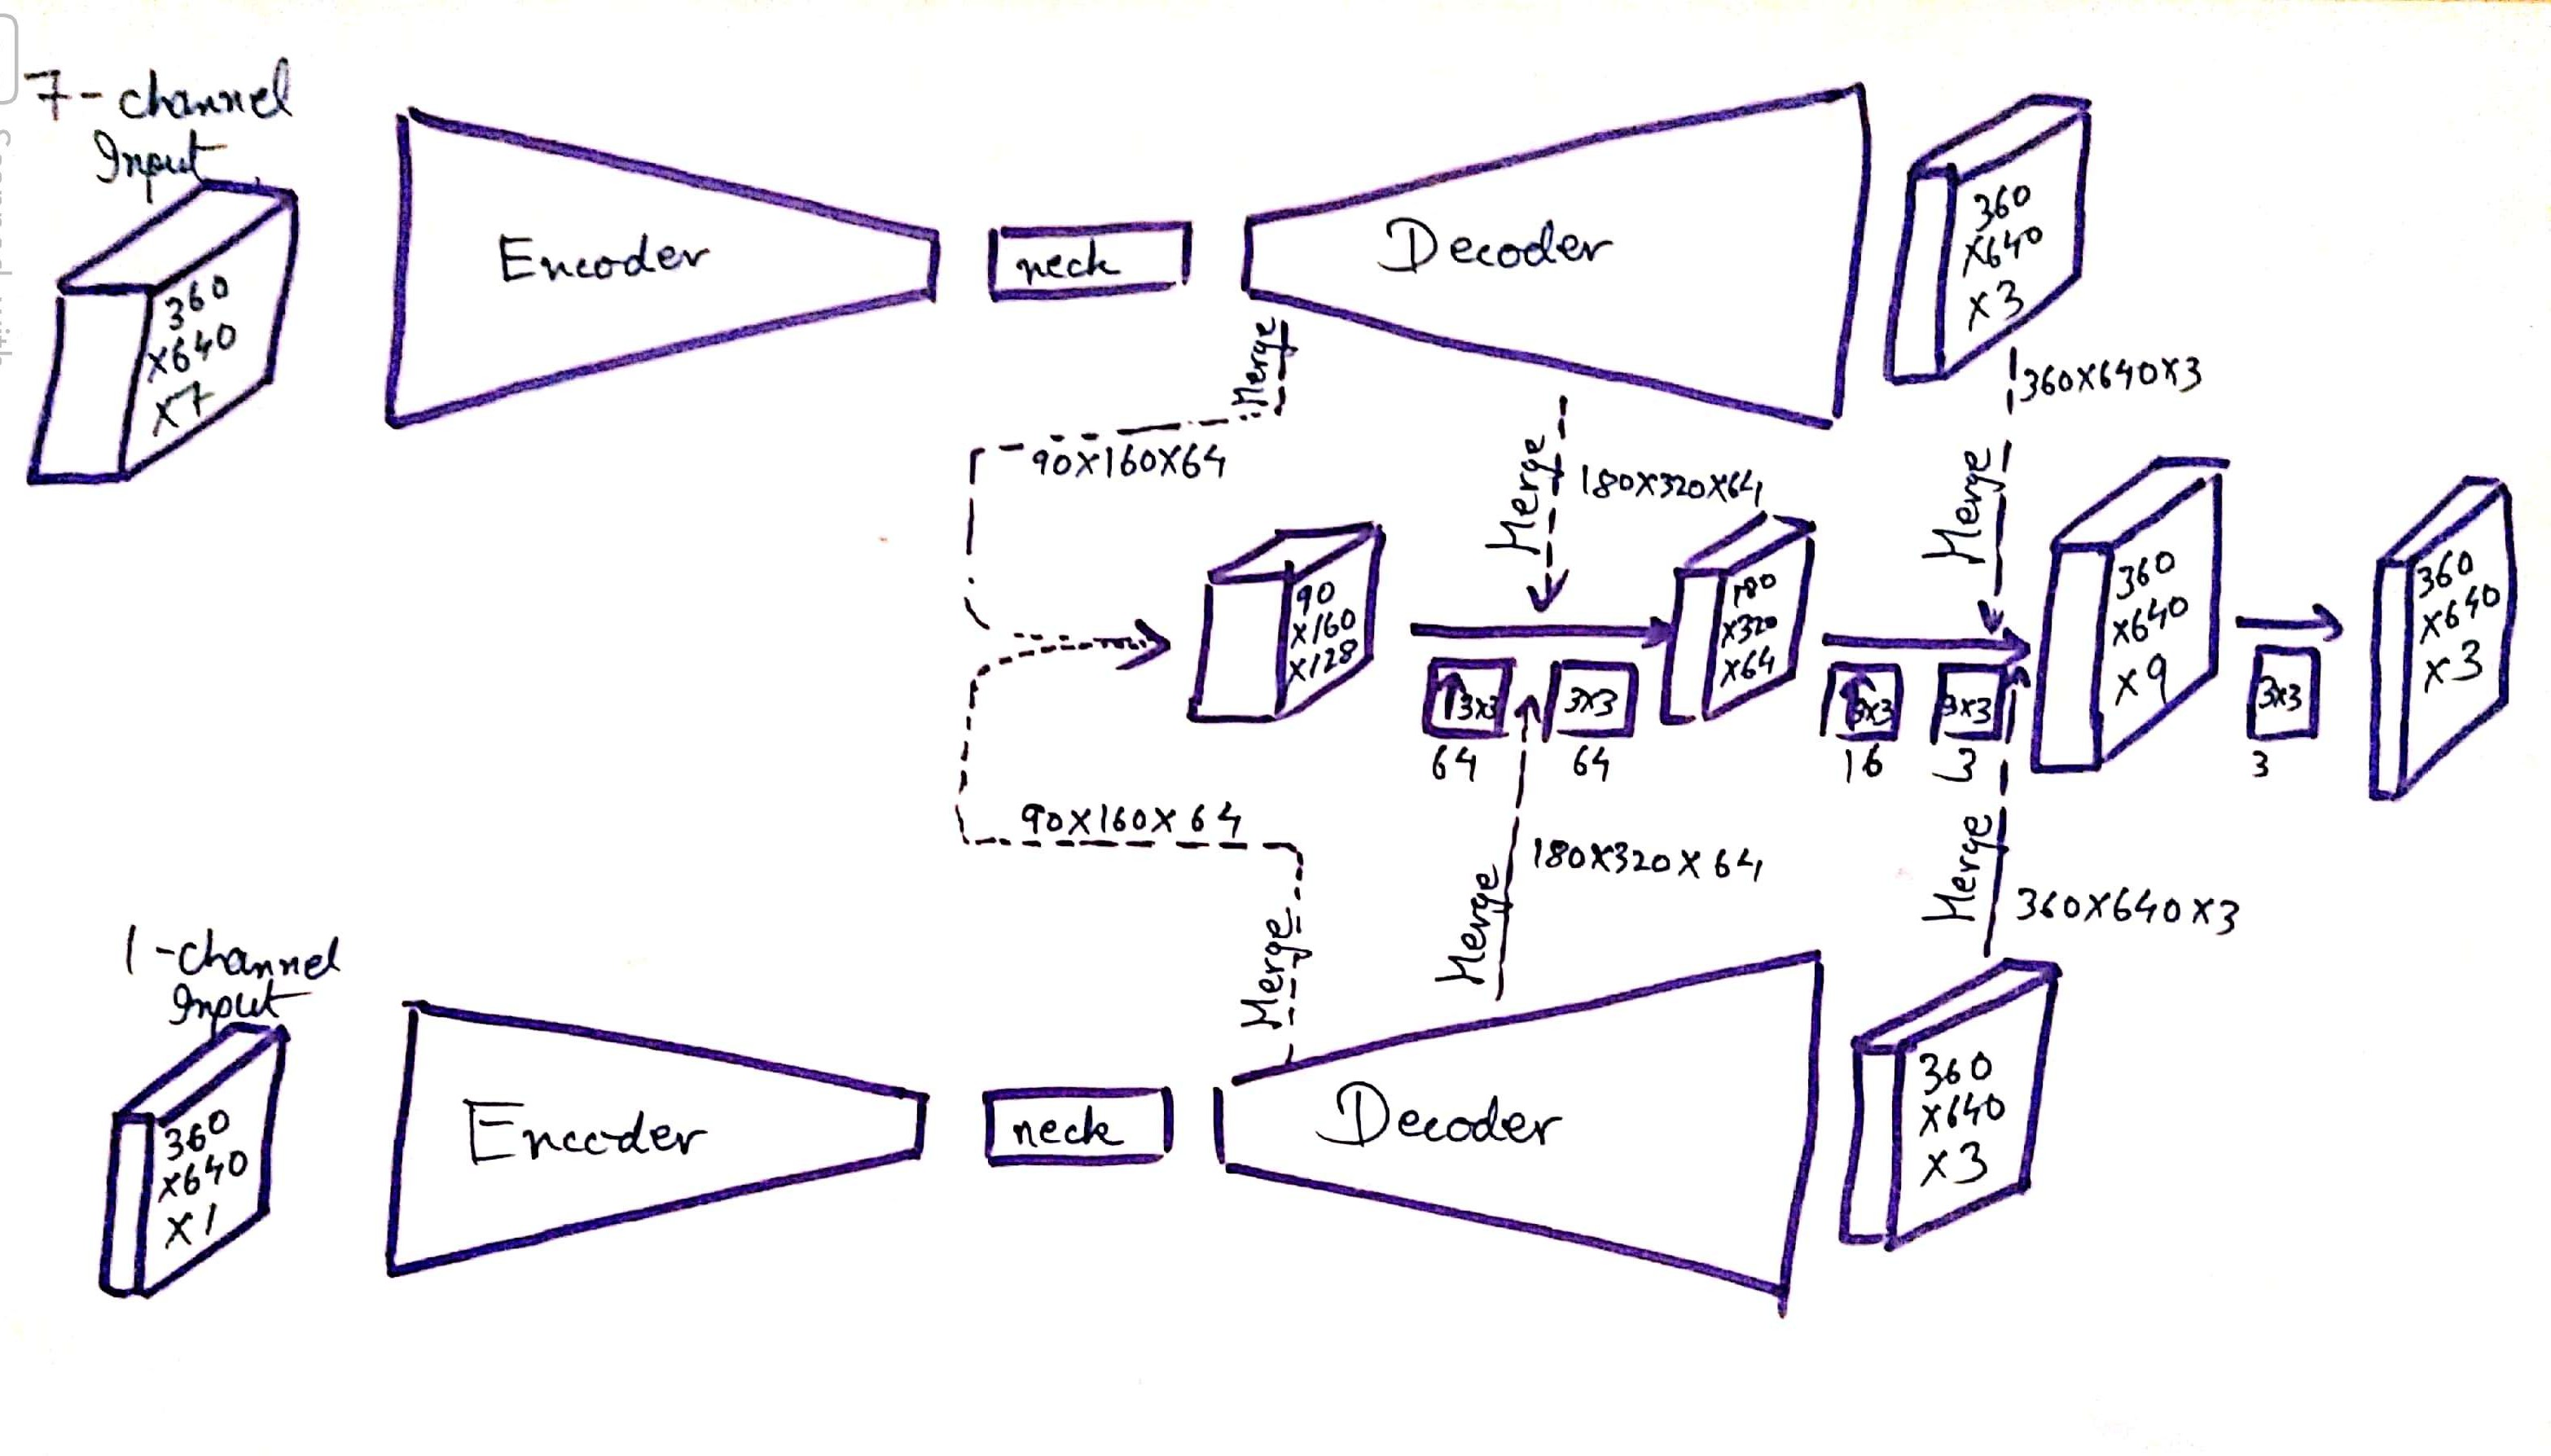 7-channel
Input
360
x640
x7
Encoder
neck
Decoder
360
x640
x3
Merge
90x160x64
Merge
180x320x64
360x640x3
Merge
90
x160
x128
↑3x3
64
3x3
64
180
x320
x64
↑3x3
16
3x3
3
360
x640
x9
3x3
3
360
x640
x3
90x160x64
Merge
180x320x64
Merge
360x640x3
Merge
1-channel
Input
360
x640
x1
Encoder
neck
Decoder
360
x640
x3